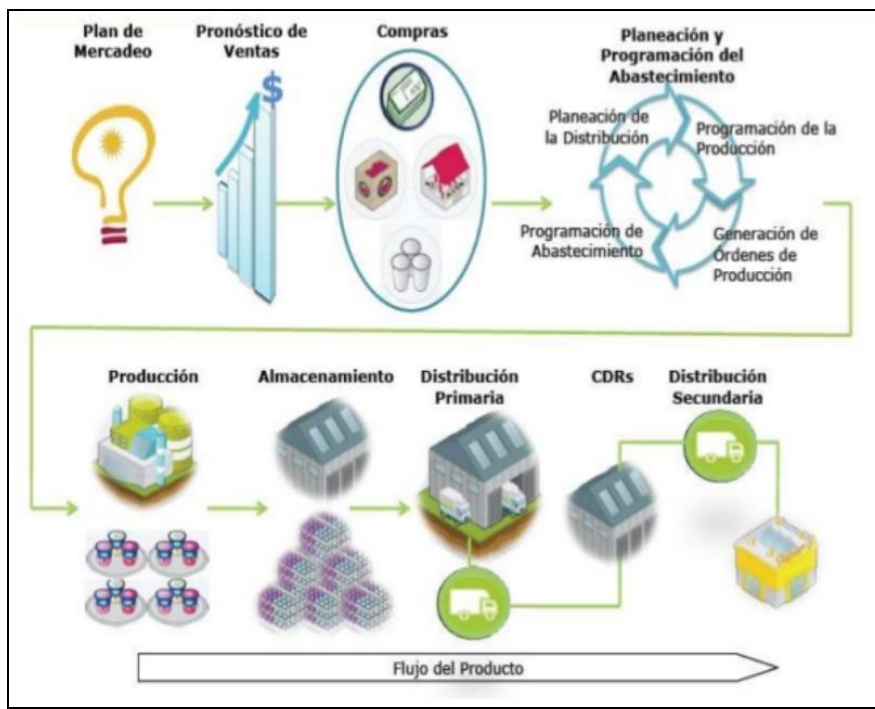 Plan de
Mercadeo
Pronóstico de
Ventas
$
Compras
Planeación y
Programación del
Abastecimiento
Planeación de
la Distribución
Programación de la
Producción
Programación de
Abastecimiento
Generación de
Órdenes de
Producción
Producción
Almacenamiento
Distribución
Primaria
CDRs
Distribución
Secundaria
Flujo del Producto